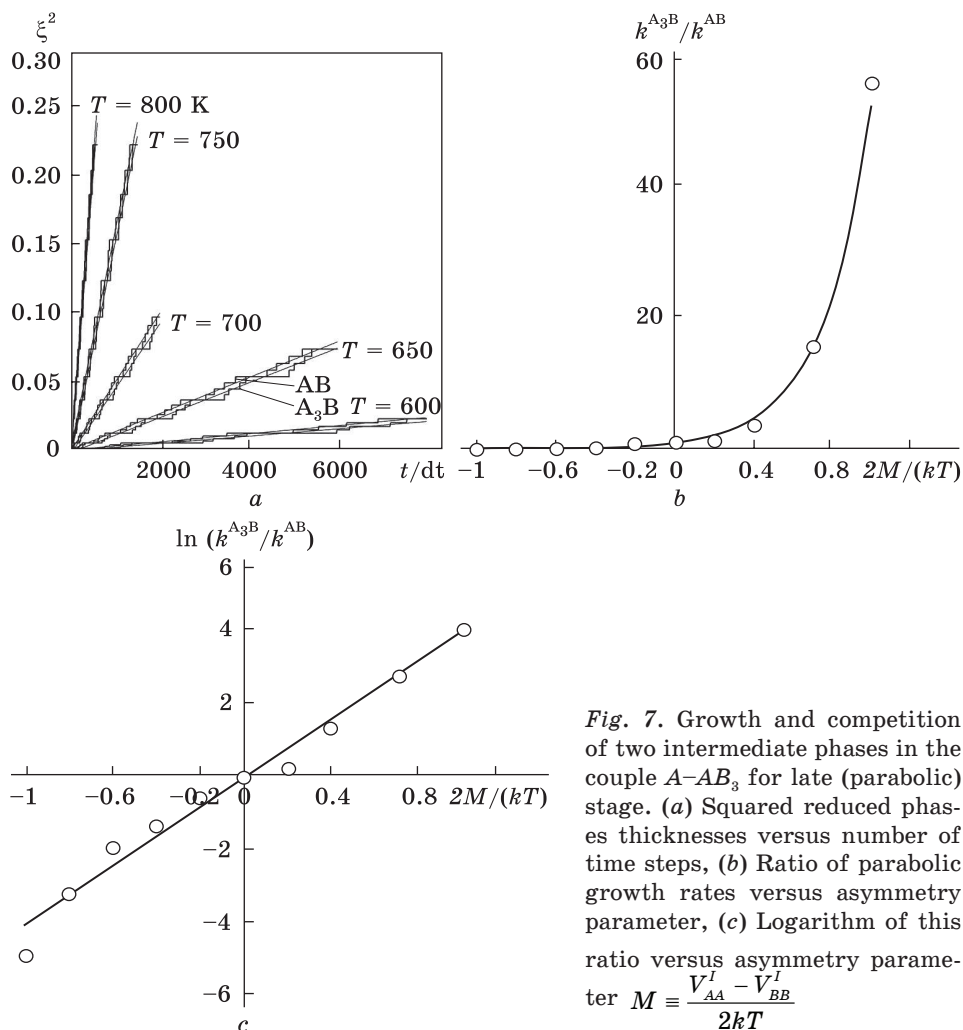 ξ²
0.30
0.25
0.20
0.15
0.10
0.05
0
T = 800 K
T = 750
T = 700
T = 650
AB
A₃B
T = 600
2000
4000
6000
t/dt
a
k^{A₃B}/k^{AB}
60
40
20
−1
−0.6
−0.2
0
0.4
0.8
2M/(kT)
b
ln (k^{A₃B}/k^{AB})
6
4
2
−1
−0.6
−0.2
0
0.4
0.8
2M/(kT)
−2
−4
−6
c
Fig. 7. Growth and competition
of two intermediate phases in the
couple A−AB₃ for late (parabolic)
stage. (a) Squared reduced phas-
es thicknesses versus number of
time steps, (b) Ratio of parabolic
growth rates versus asymmetry
parameter, (c) Logarithm of this
ratio versus asymmetry parame-
ter M ≡ (V^I_{AA} − V^I_{BB}) / 2kT